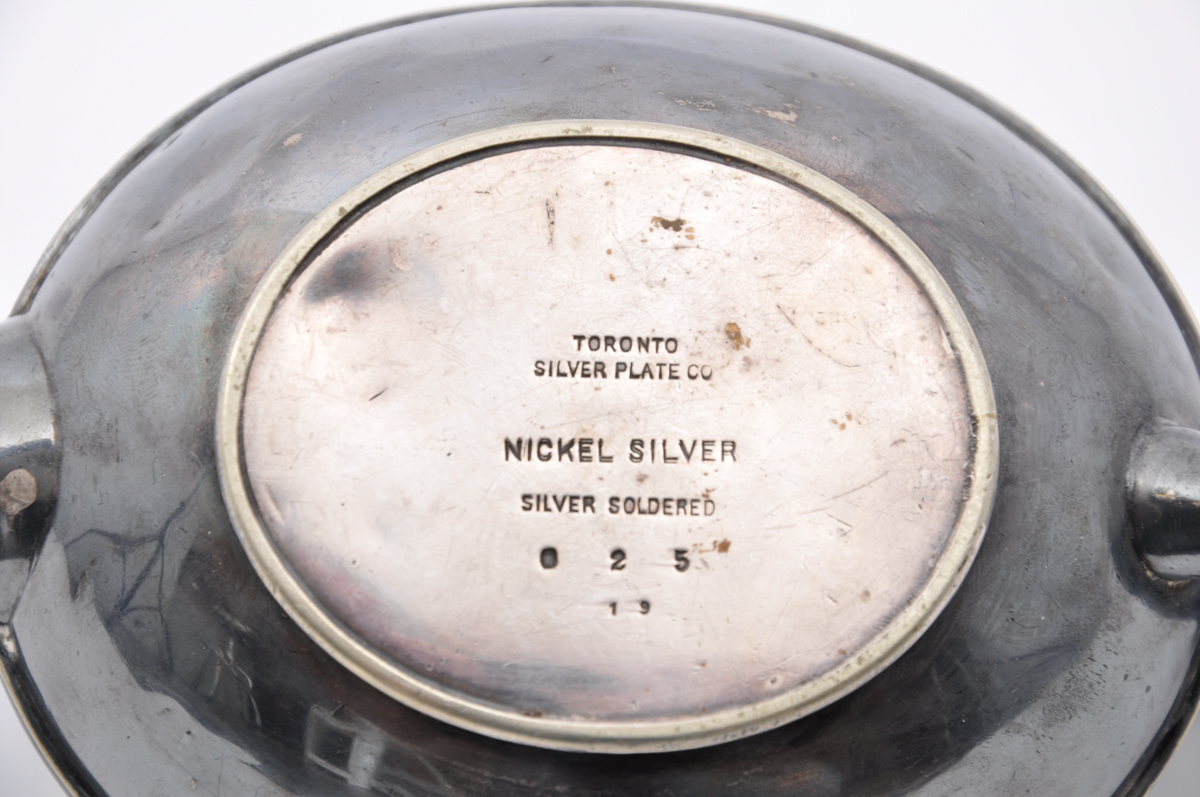 TORONTO
SILVER PLATE CO
NICKEL SILVER
SILVER SOLDERED
0 2 5
1 9